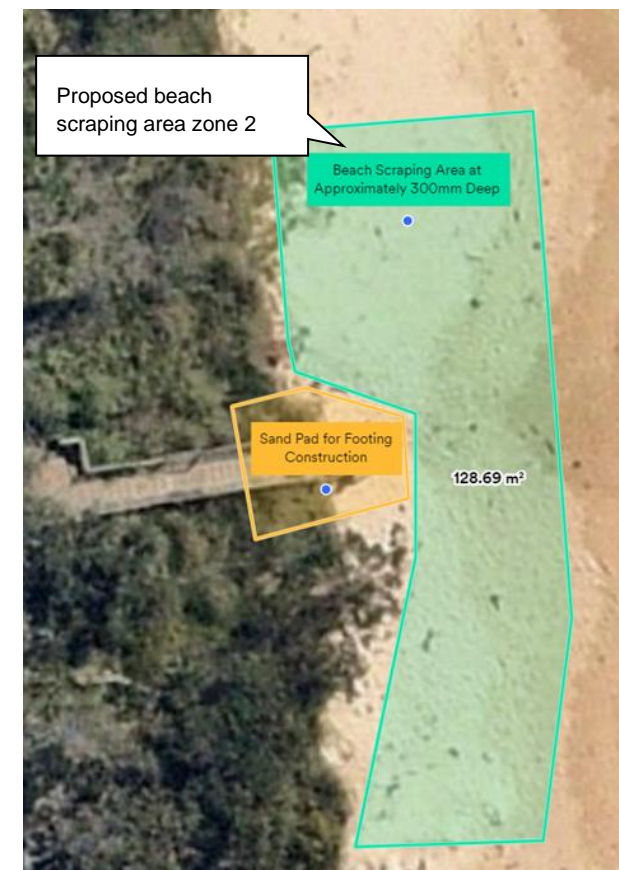 Proposed beach
scraping area zone 2
Beach Scraping Area at
Approximately 300mm Deep
Sand Pad for Footing
Construction
128.69 m²